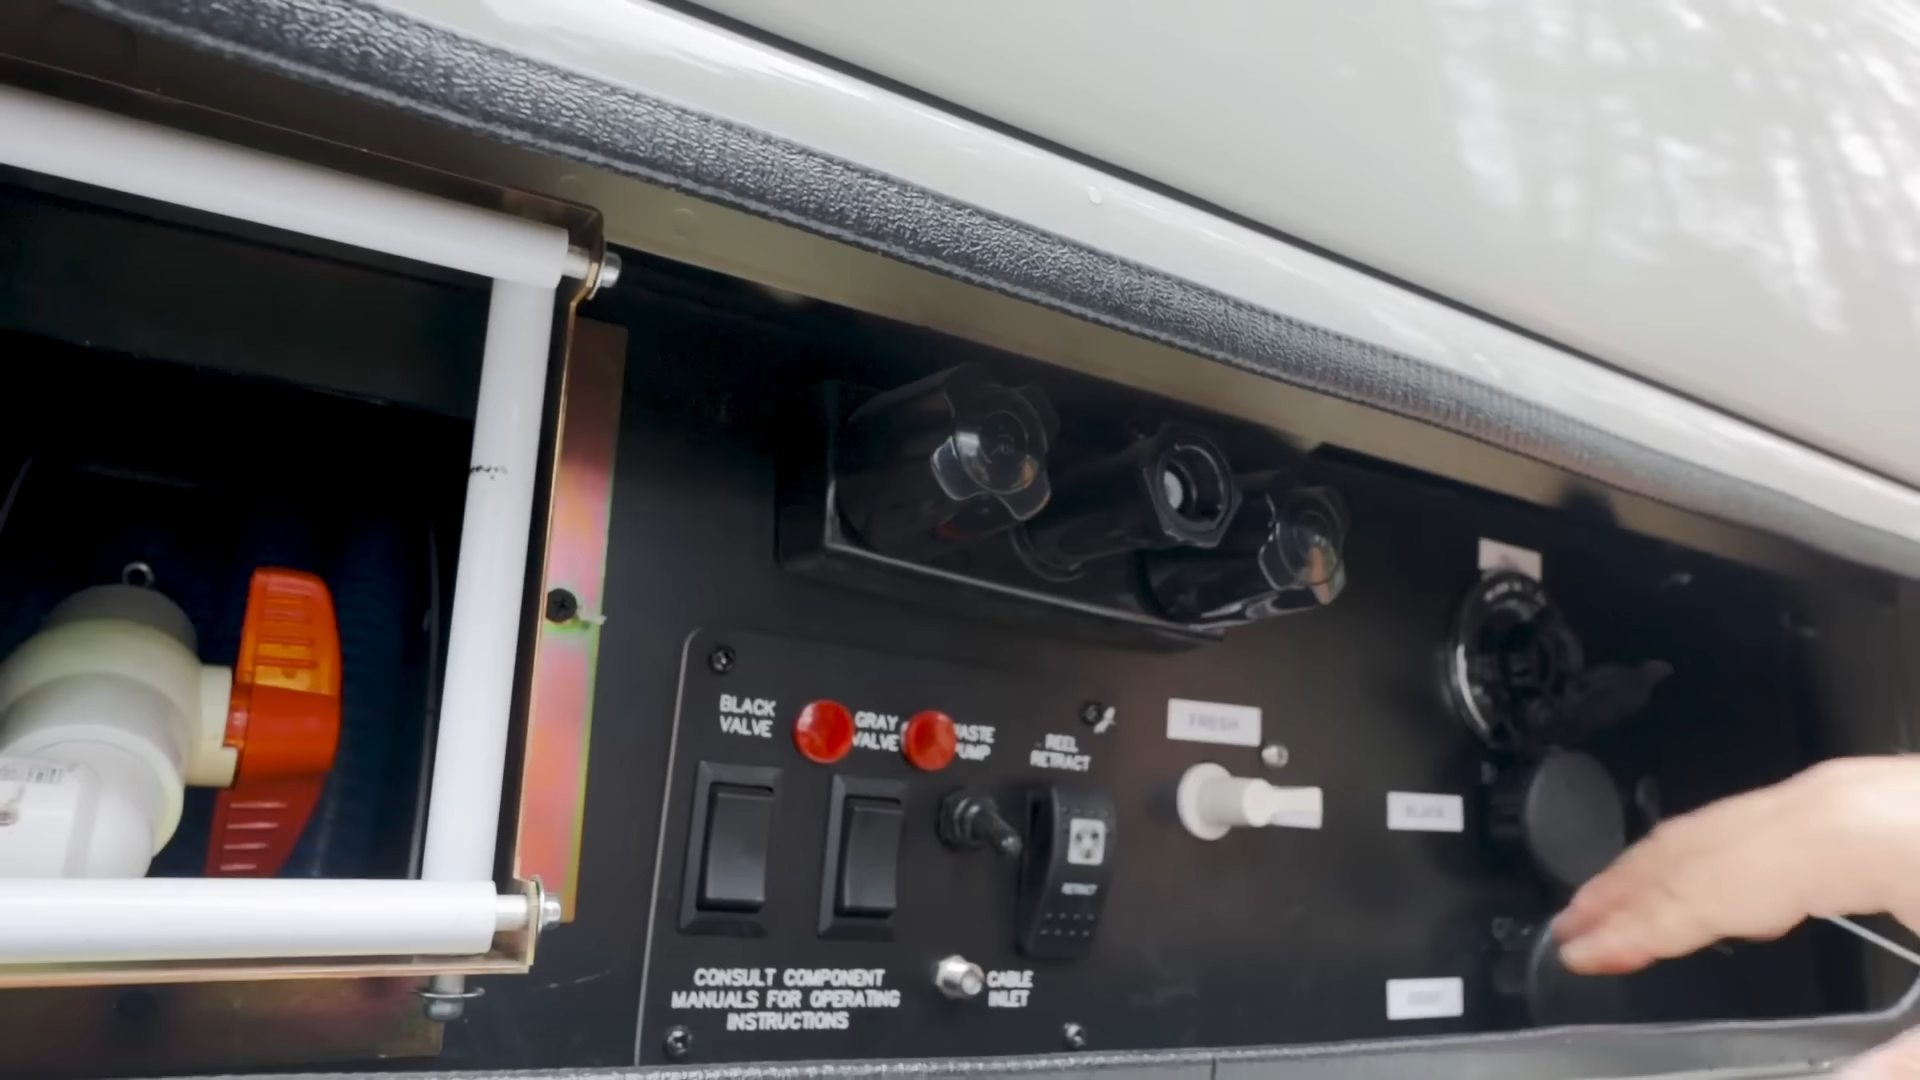 BLACK
VALVE
GRAY
VALVE
WASTE
PUMP
REEL
RETRACT
FRESH
RETRACT
BLACK
CONSULT COMPONENT
MANUALS FOR OPERATING
INSTRUCTIONS
CABLE
INLET